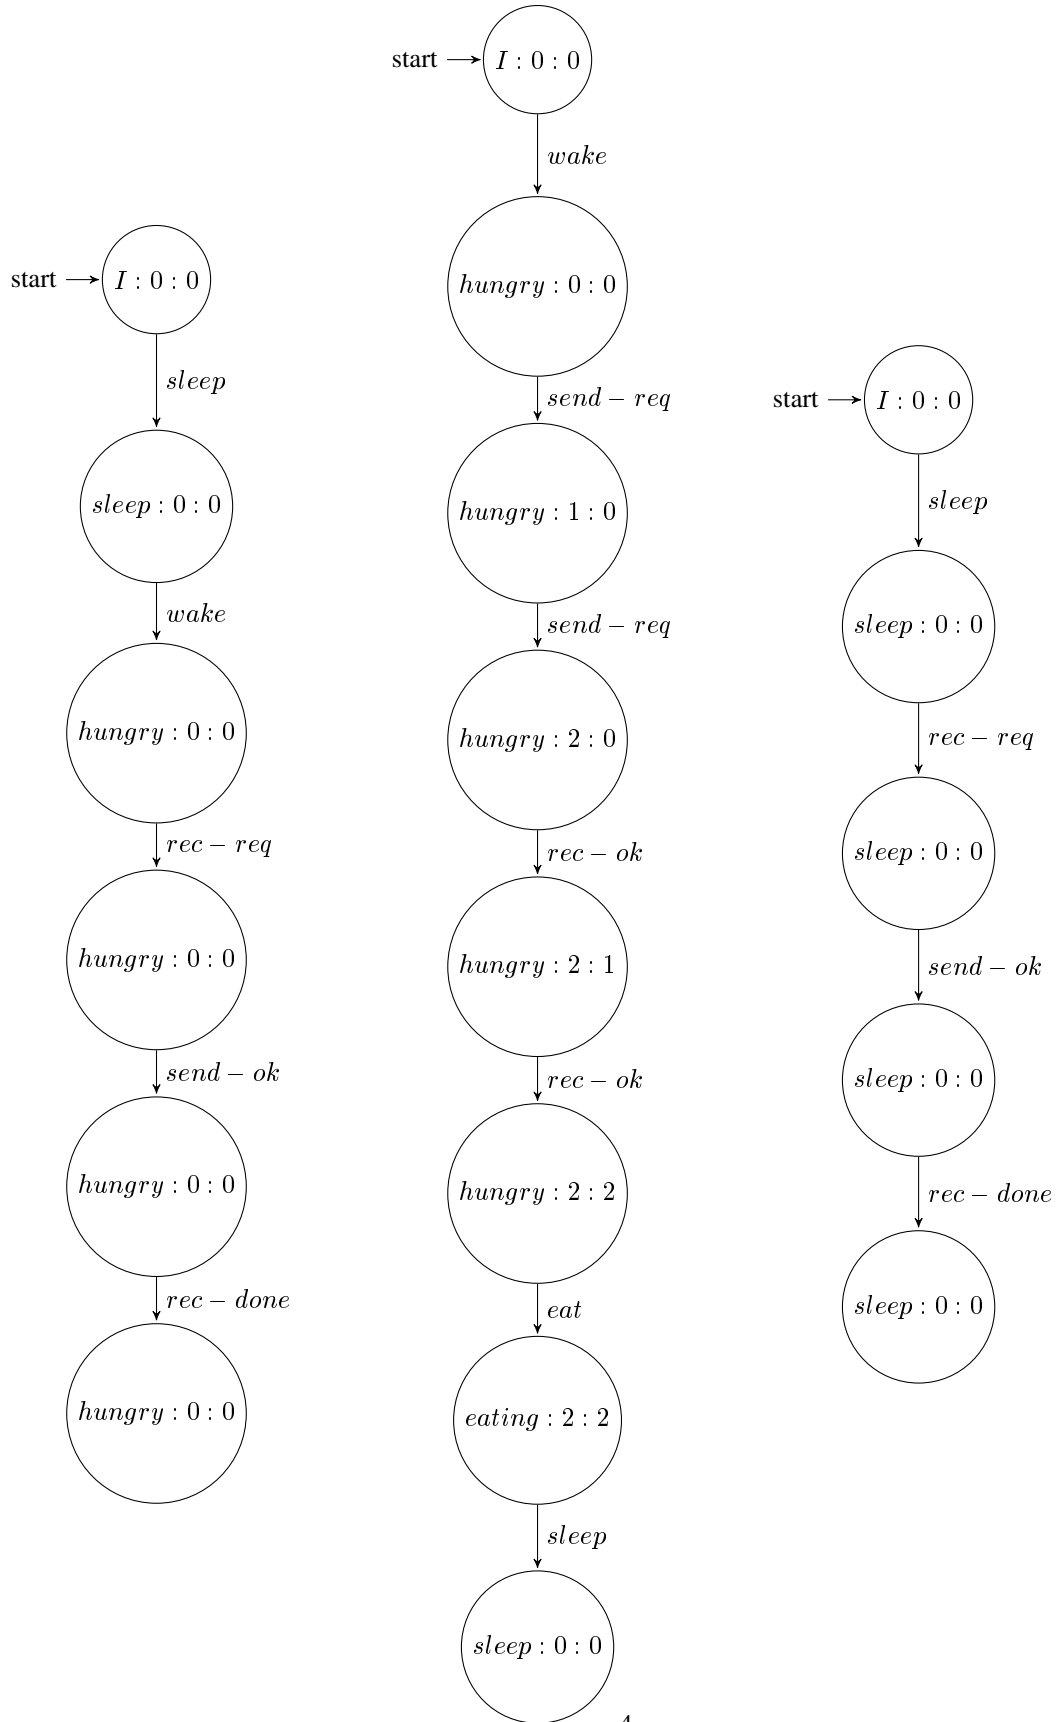 start I : 0 : 0
sleep
sleep : 0 : 0
wake
hungry : 0 : 0
rec − req
hungry : 0 : 0
send − ok
hungry : 0 : 0
rec − done
hungry : 0 : 0
start I : 0 : 0
wake
hungry : 0 : 0
send − req
hungry : 1 : 0
send − req
hungry : 2 : 0
rec − ok
hungry : 2 : 1
rec − ok
hungry : 2 : 2
eat
eating : 2 : 2
sleep
sleep : 0 : 0
start I : 0 : 0
sleep
sleep : 0 : 0
rec − req
sleep : 0 : 0
send − ok
sleep : 0 : 0
rec − done
sleep : 0 : 0